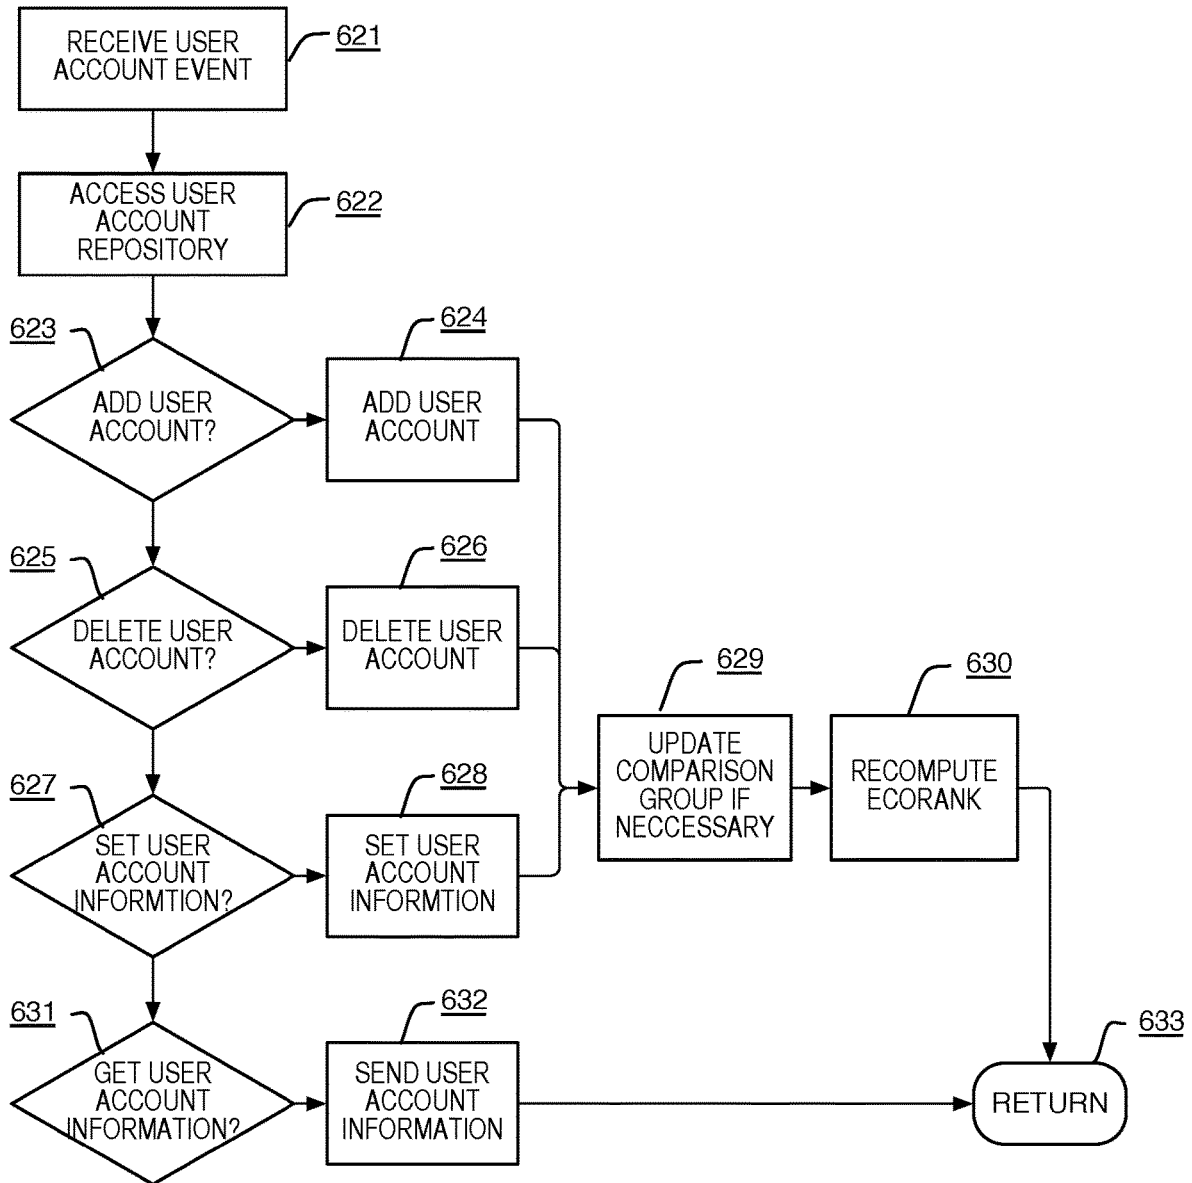 RECEIVE USER
ACCOUNT EVENT
621
ACCESS USER
ACCOUNT
REPOSITORY
622
623
ADD USER
ACCOUNT?
624
ADD USER
ACCOUNT
625
DELETE USER
ACCOUNT?
626
DELETE USER
ACCOUNT
627
SET USER
ACCOUNT
INFORMTION?
628
SET USER
ACCOUNT
INFORMTION
629
UPDATE
COMPARISON
GROUP IF
NECCESSARY
630
RECOMPUTE
ECORANK
631
GET USER
ACCOUNT
INFORMATION?
632
SEND USER
ACCOUNT
INFORMATION
633
RETURN